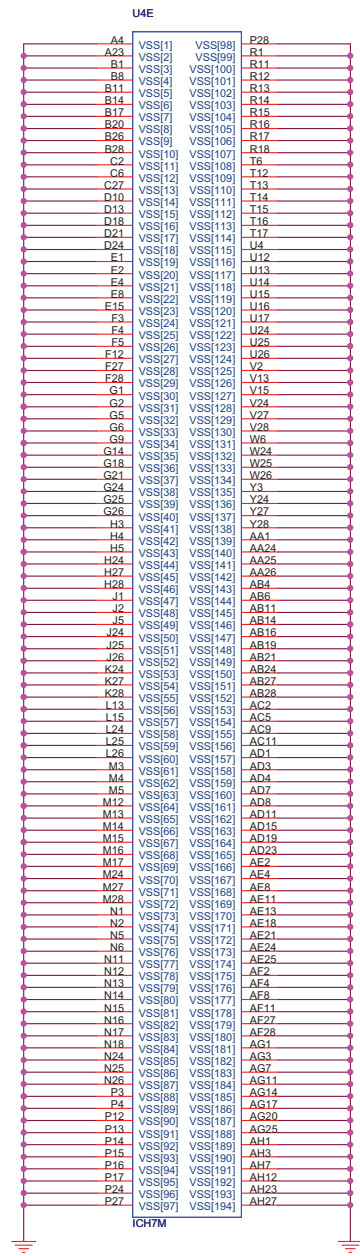 U4E
A4 VSS[1] VSS[98] P28
A23 VSS[2] VSS[99] R1
B1 VSS[3] VSS[100] R11
B8 VSS[4] VSS[101] R12
B11 VSS[5] VSS[102] R13
B14 VSS[6] VSS[103] R14
B17 VSS[7] VSS[104] R15
B20 VSS[8] VSS[105] R16
B26 VSS[9] VSS[106] R17
B28 VSS[10] VSS[107] R18
C2 VSS[11] VSS[108] T6
C6 VSS[12] VSS[109] T12
C27 VSS[13] VSS[110] T13
D10 VSS[14] VSS[111] T14
D13 VSS[15] VSS[112] T15
D18 VSS[16] VSS[113] T16
D21 VSS[17] VSS[114] T17
D24 VSS[18] VSS[115] U4
E1 VSS[19] VSS[116] U12
E2 VSS[20] VSS[117] U13
E4 VSS[21] VSS[118] U14
E8 VSS[22] VSS[119] U15
E15 VSS[23] VSS[120] U16
F3 VSS[24] VSS[121] U17
F4 VSS[25] VSS[122] U24
F5 VSS[26] VSS[123] U25
F12 VSS[27] VSS[124] U26
F27 VSS[28] VSS[125] V2
F28 VSS[29] VSS[126] V13
G1 VSS[30] VSS[127] V15
G2 VSS[31] VSS[128] V24
G5 VSS[32] VSS[129] V27
G6 VSS[33] VSS[130] V28
G9 VSS[34] VSS[131] W6
G14 VSS[35] VSS[132] W24
G18 VSS[36] VSS[133] W25
G21 VSS[37] VSS[134] W26
G24 VSS[38] VSS[135] Y3
G25 VSS[39] VSS[136] Y24
G26 VSS[40] VSS[137] Y27
H3 VSS[41] VSS[138] Y28
H4 VSS[42] VSS[139] AA1
H5 VSS[43] VSS[140] AA24
H24 VSS[44] VSS[141] AA25
H27 VSS[45] VSS[142] AA26
H28 VSS[46] VSS[143] AB4
J1 VSS[47] VSS[144] AB6
J2 VSS[48] VSS[145] AB11
J5 VSS[49] VSS[146] AB14
J24 VSS[50] VSS[147] AB16
J25 VSS[51] VSS[148] AB19
J26 VSS[52] VSS[149] AB21
K24 VSS[53] VSS[150] AB24
K27 VSS[54] VSS[151] AB27
K28 VSS[55] VSS[152] AB28
L13 VSS[56] VSS[153] AC2
L15 VSS[57] VSS[154] AC5
L24 VSS[58] VSS[155] AC9
L25 VSS[59] VSS[156] AC11
L26 VSS[60] VSS[157] AD1
M3 VSS[61] VSS[158] AD3
M4 VSS[62] VSS[159] AD4
M5 VSS[63] VSS[160] AD7
M12 VSS[64] VSS[161] AD8
M13 VSS[65] VSS[162] AD11
M14 VSS[66] VSS[163] AD15
M15 VSS[67] VSS[164] AD19
M16 VSS[68] VSS[165] AD23
M17 VSS[69] VSS[166] AE2
M24 VSS[70] VSS[167] AE4
M27 VSS[71] VSS[168] AE8
M28 VSS[72] VSS[169] AE11
N1 VSS[73] VSS[170] AE13
N2 VSS[74] VSS[171] AE18
N5 VSS[75] VSS[172] AE21
N6 VSS[76] VSS[173] AE24
N11 VSS[77] VSS[174] AE25
N12 VSS[78] VSS[175] AF2
N13 VSS[79] VSS[176] AF4
N14 VSS[80] VSS[177] AF8
N15 VSS[81] VSS[178] AF11
N16 VSS[82] VSS[179] AF27
N17 VSS[83] VSS[180] AF28
N18 VSS[84] VSS[181] AG1
N24 VSS[85] VSS[182] AG3
N25 VSS[86] VSS[183] AG7
N26 VSS[87] VSS[184] AG11
P3 VSS[88] VSS[185] AG14
P4 VSS[89] VSS[186] AG17
P12 VSS[90] VSS[187] AG20
P13 VSS[91] VSS[188] AG25
P14 VSS[92] VSS[189] AH1
P15 VSS[93] VSS[190] AH3
P16 VSS[94] VSS[191] AH7
P17 VSS[95] VSS[192] AH12
P24 VSS[96] VSS[193] AH23
P27 VSS[97] VSS[194] AH27
ICH7M